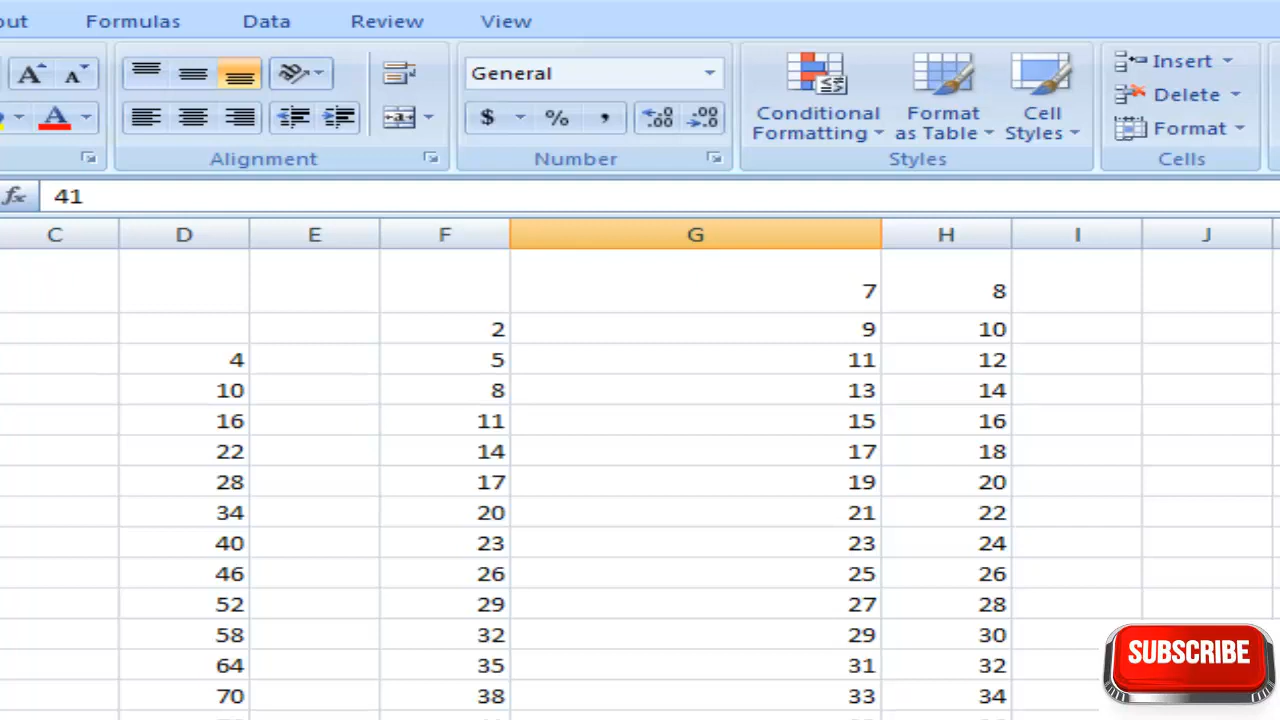 out Formulas Data Review View
A A General Conditional Formatting Format as Table Cell Styles Insert
A $ % , .00 .0 Delete
Format
Alignment Number Styles Cells
fx 41
C D E F G H I J
7 8
2 9 10
4 5 11 12
10 8 13 14
16 11 15 16
22 14 17 18
28 17 19 20
34 20 21 22
40 23 23 24
46 26 25 26
52 29 27 28
58 32 29 30
64 35 31 32
70 38 33 34
SUBSCRIBE